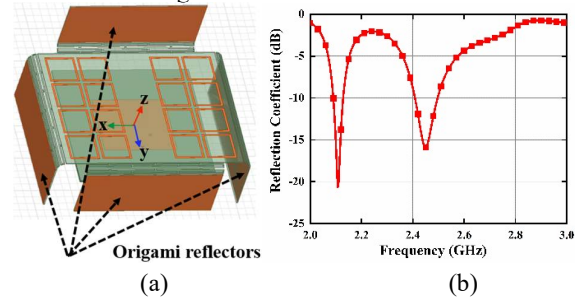 z
x
y
Origami reflectors
(a)
0
-5
-10
-15
-20
-25
Reflection Coefficient (dB)
2.0 2.2 2.4 2.6 2.8 3.0
Frequency (GHz)
(b)